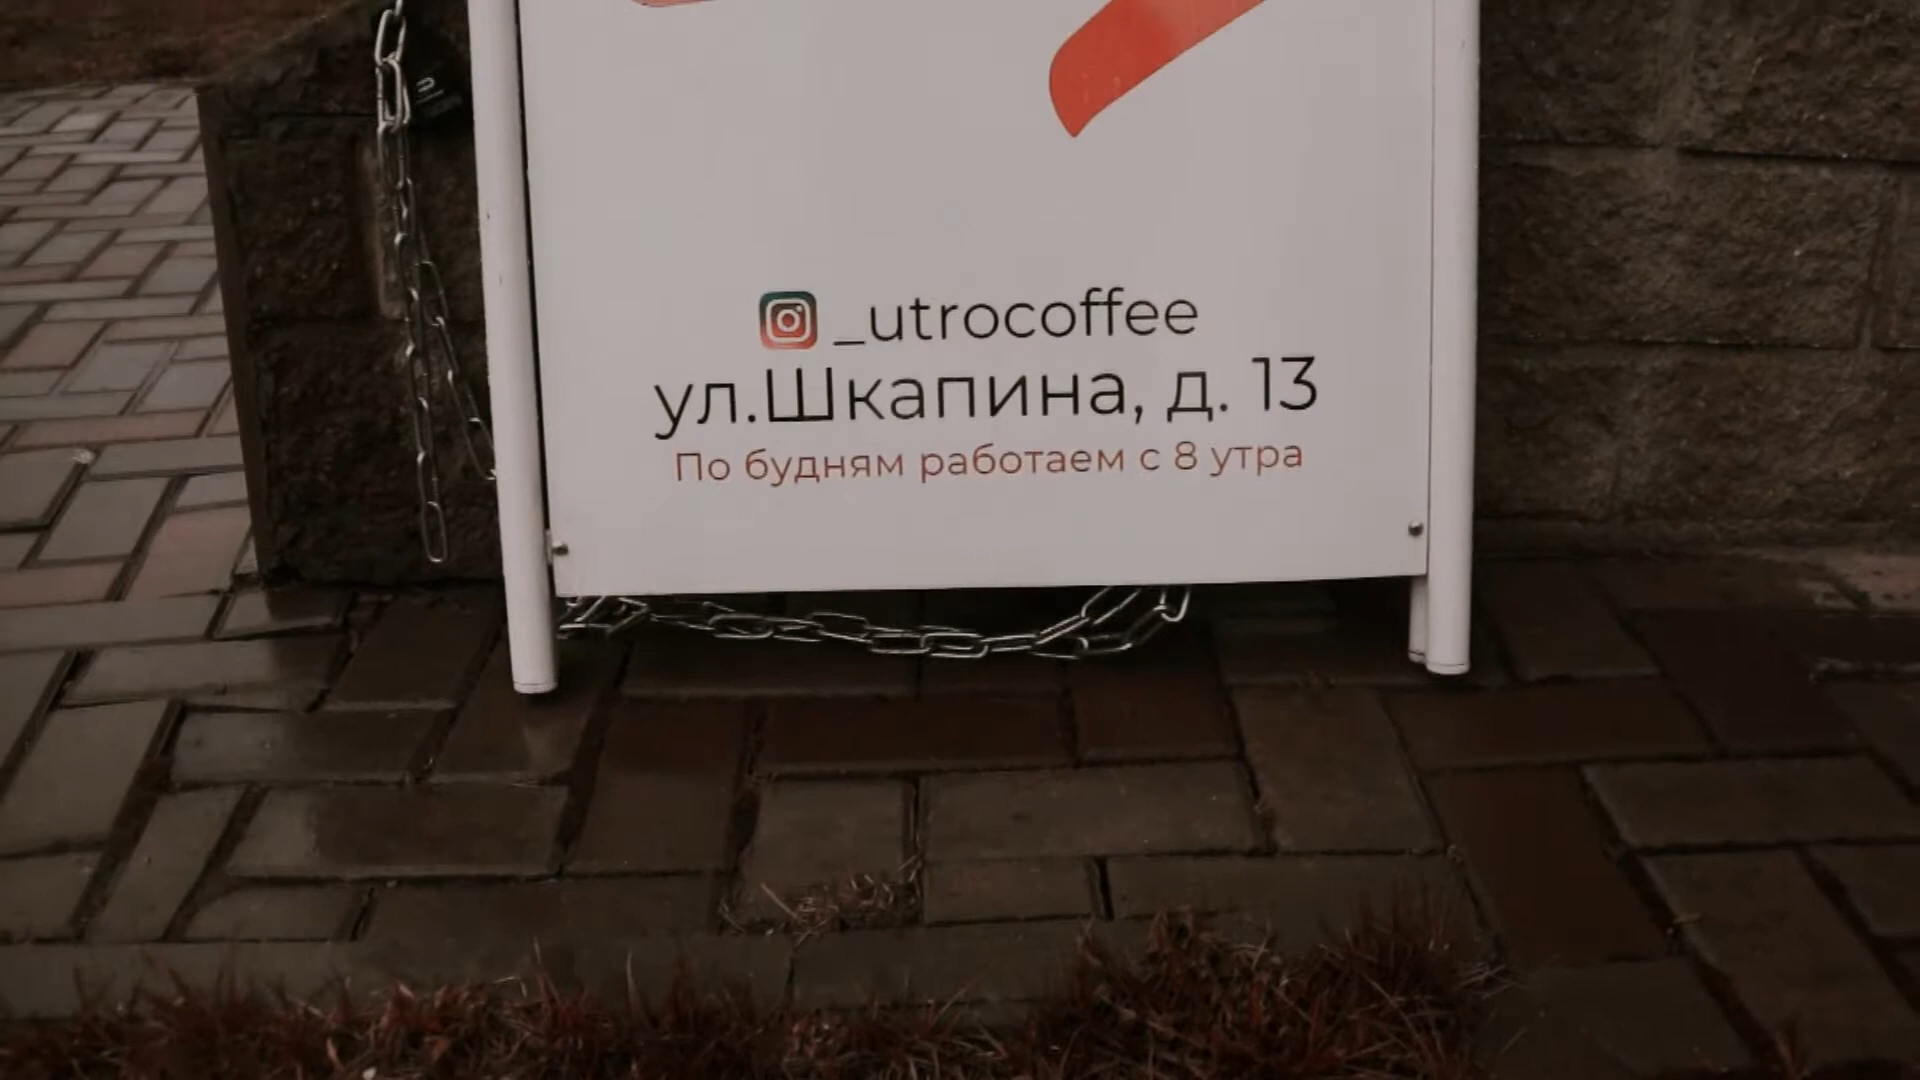 _utrocoffee
ул.Шкапина, д. 13
По будням работаем с 8 утра